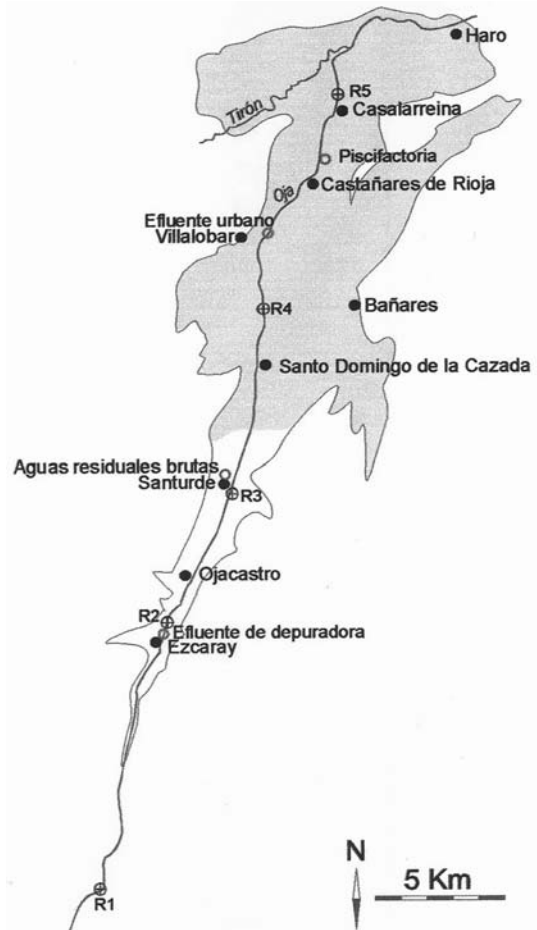 Haro
R5
Tirón
Casalarreina
Piscifactoria
Castañares de Rioja
Oja
Efluente urbano
Villalobar
R4
Bañares
Santo Domingo de la Cazada
Aguas residuales brutas
Santurde
R3
Ojacastro
R2
Efluente de depuradora
Ezcaray
N
5 Km
R1